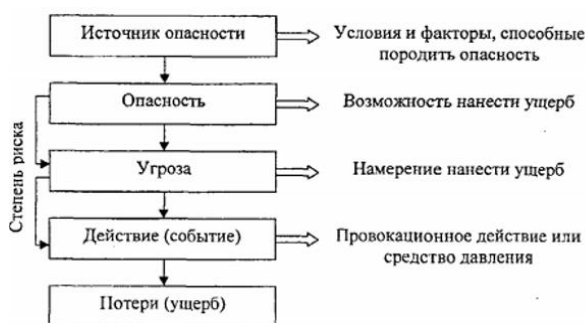 Источник опасности
Условия и факторы, способные
породить опасность
Опасность
Возможность нанести ущерб
Степень риска
Угроза
Намерение нанести ущерб
Действие (событие)
Провокационное действие или
средство давления
Потери (ущерб)